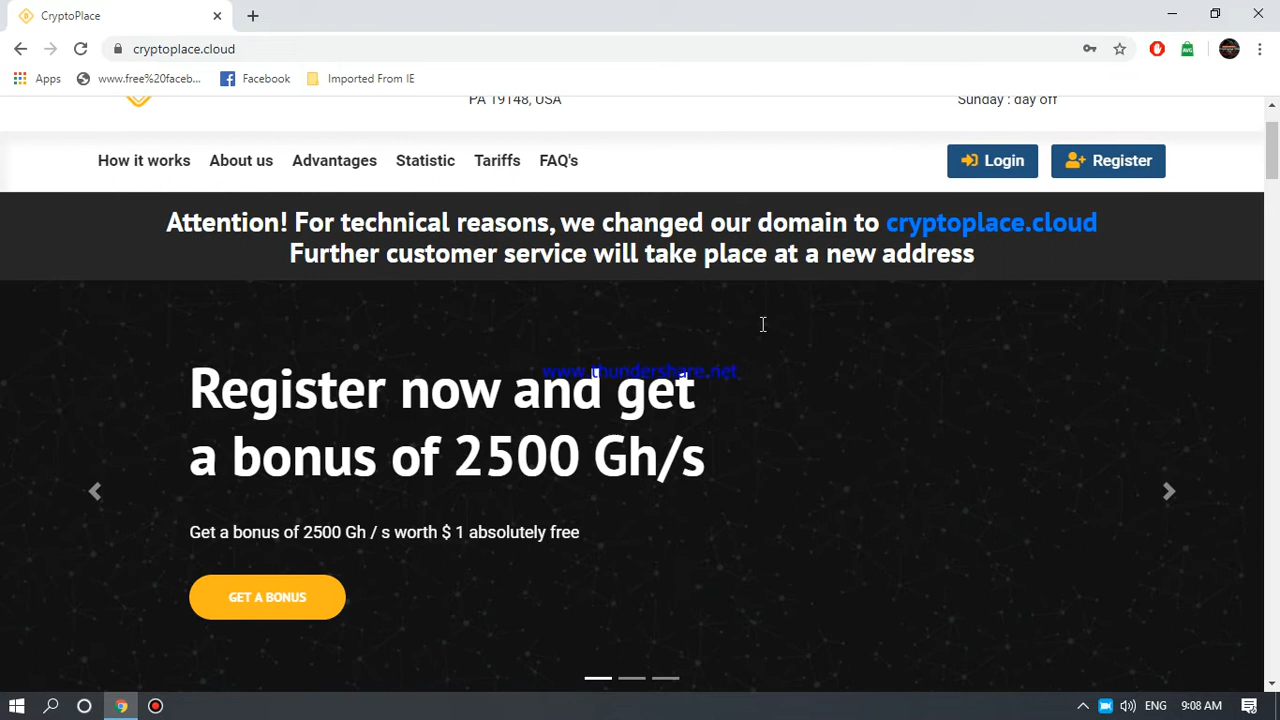 CryptoPlace
cryptoplace.cloud
Apps www.free%20faceb... Facebook Imported From IE
PA 19148, USA Sunday : day off
How it works About us Advantages Statistic Tariffs FAQ's Login Register
Attention! For technical reasons, we changed our domain to cryptoplace.cloud
Further customer service will take place at a new address
www.thundershare.net
Register now and get
a bonus of 2500 Gh/s
Get a bonus of 2500 Gh / s worth $ 1 absolutely free
GET A BONUS
ENG 9:08 AM